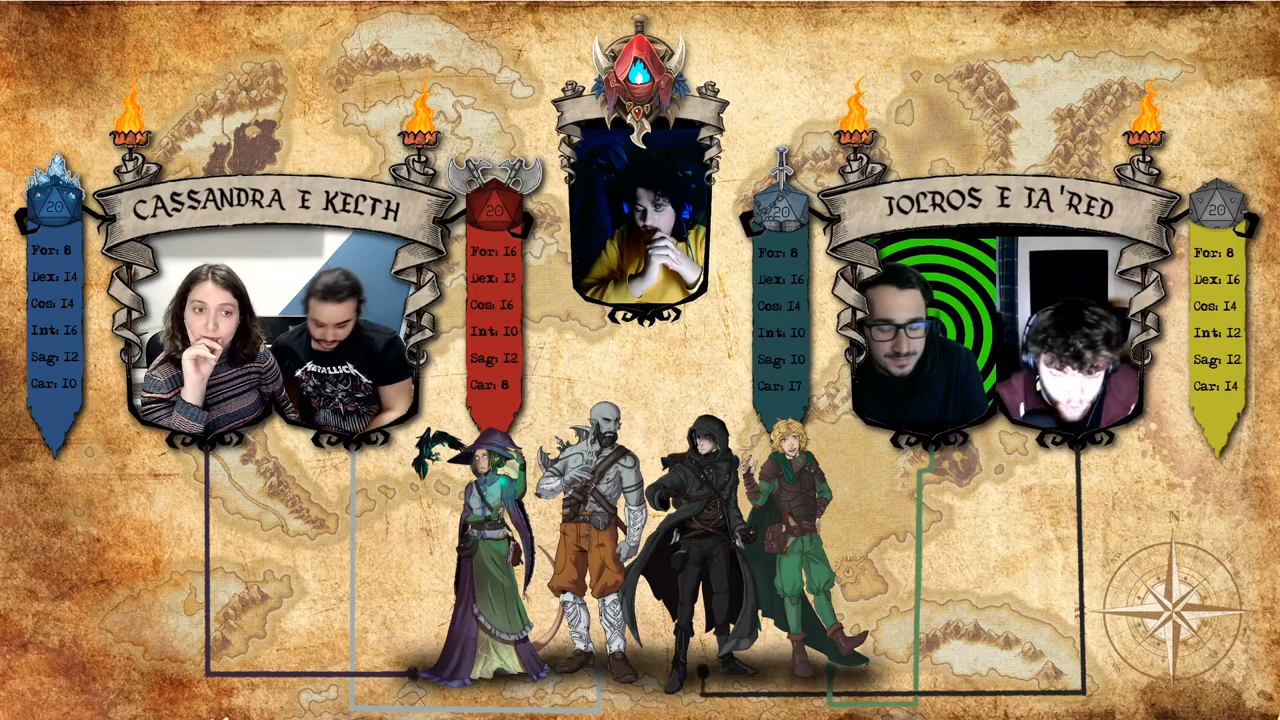 CASSANDRA E KELTH
JOLROS E JA'RED
20
For: 8
Dex: 14
Cos: 14
Int: 16
Sag: 12
Car: 10
20
For: 16
Dex: 13
Cos: 16
Int: 10
Sag: 12
Car: 8
20
For: 8
Dex: 16
Cos: 14
Int: 10
Sag: 10
Car: 17
20
For: 8
Dex: 16
Cos: 14
Int: 12
Sag: 12
Car: 14
METALLICA
N